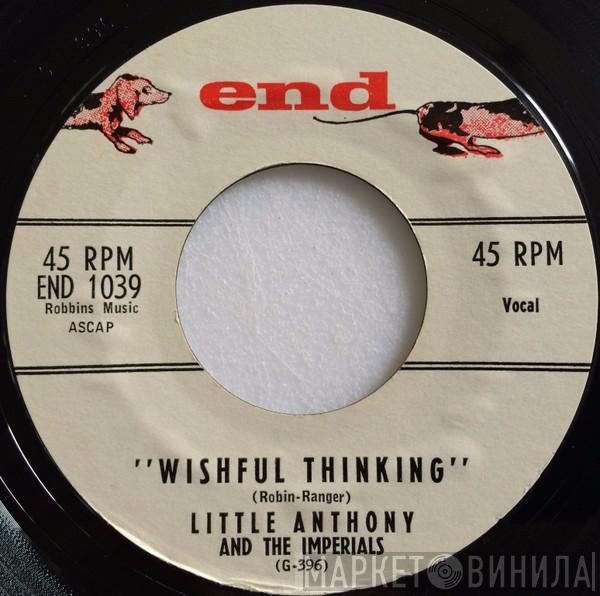 end
45 RPM
END 1039
Robbins Music
ASCAP
45 RPM
Vocal
"WISHFUL THINKING"
(Robin-Ranger)
LITTLE ANTHONY
AND THE IMPERIALS
(G-396)
МАРКЕТ ВИНИЛА